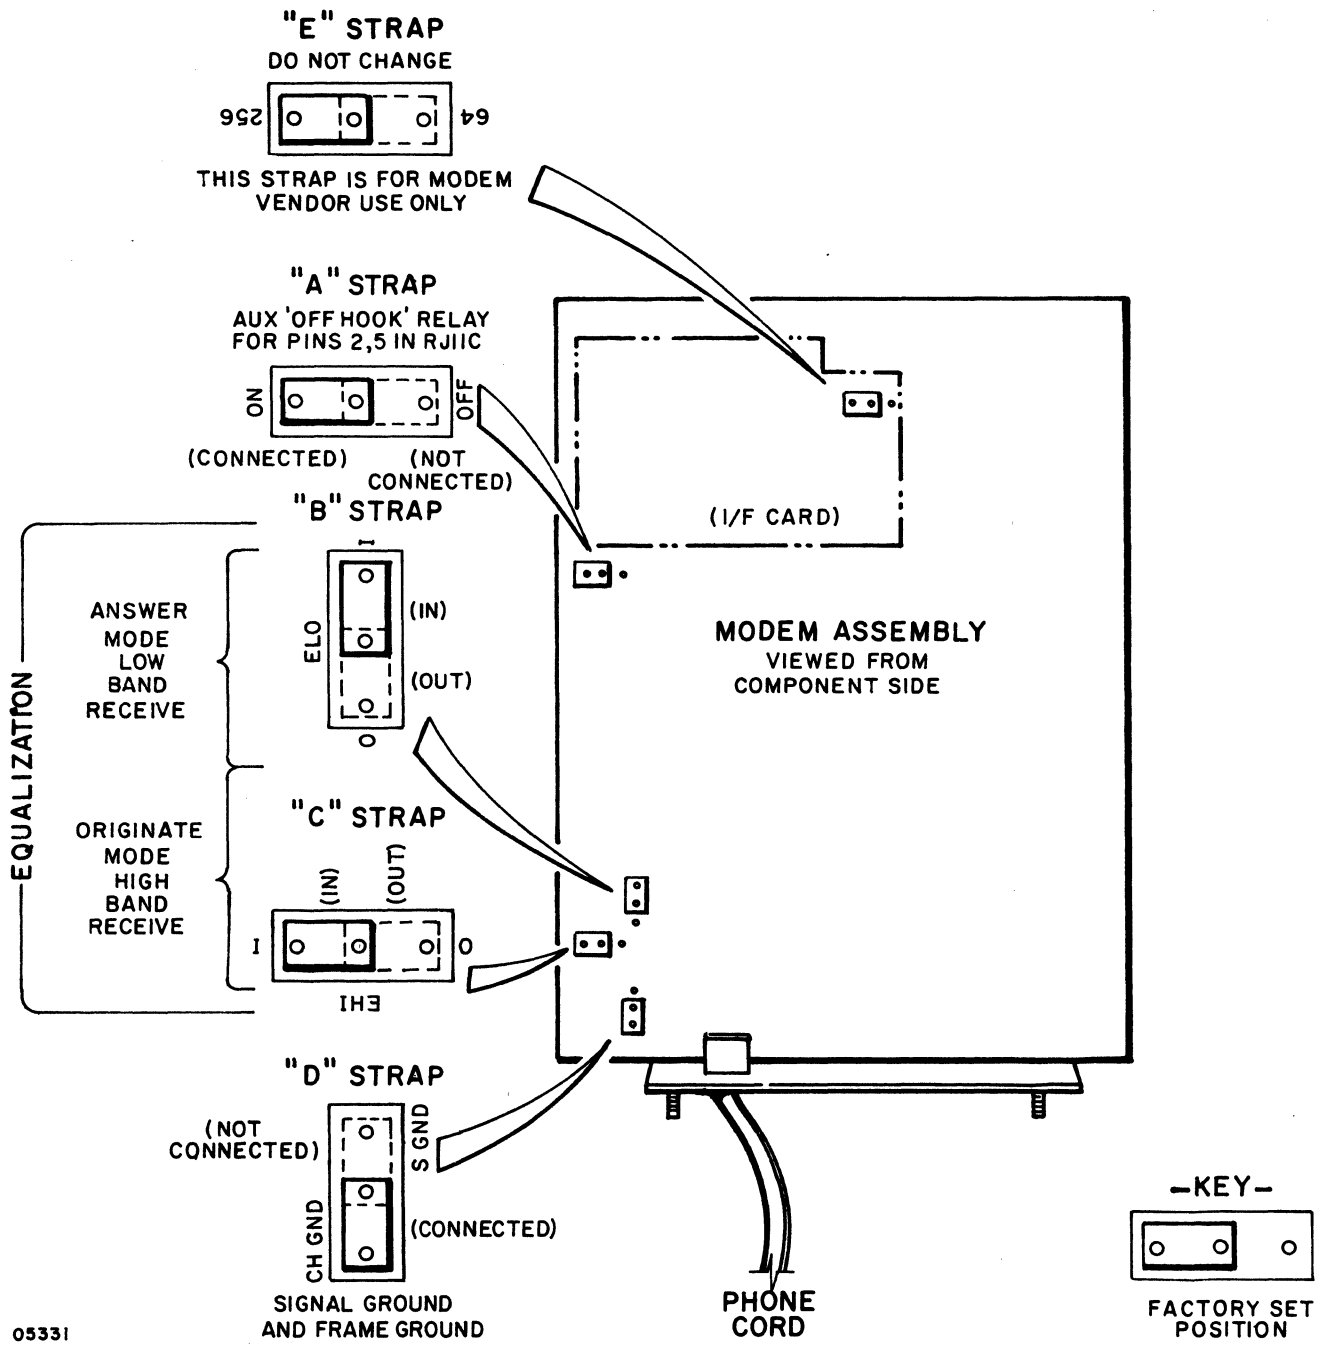 "E" STRAP
DO NOT CHANGE
256
64
THIS STRAP IS FOR MODEM
VENDOR USE ONLY
"A" STRAP
AUX 'OFF HOOK' RELAY
FOR PINS 2,5 IN RJ11C
ON
OFF
(CONNECTED)
(NOT
CONNECTED)
"B" STRAP
I
ELO
(IN)
(OUT)
O
EQUALIZATION
ANSWER
MODE
LOW
BAND
RECEIVE
ORIGINATE
MODE
HIGH
BAND
RECEIVE
"C" STRAP
(IN)
(OUT)
I
O
EHI
"D" STRAP
(NOT
CONNECTED)
S GND
CH GND
(CONNECTED)
SIGNAL GROUND
AND FRAME GROUND
(I/F CARD)
MODEM ASSEMBLY
VIEWED FROM
COMPONENT SIDE
PHONE
CORD
-KEY-
FACTORY SET
POSITION
05331